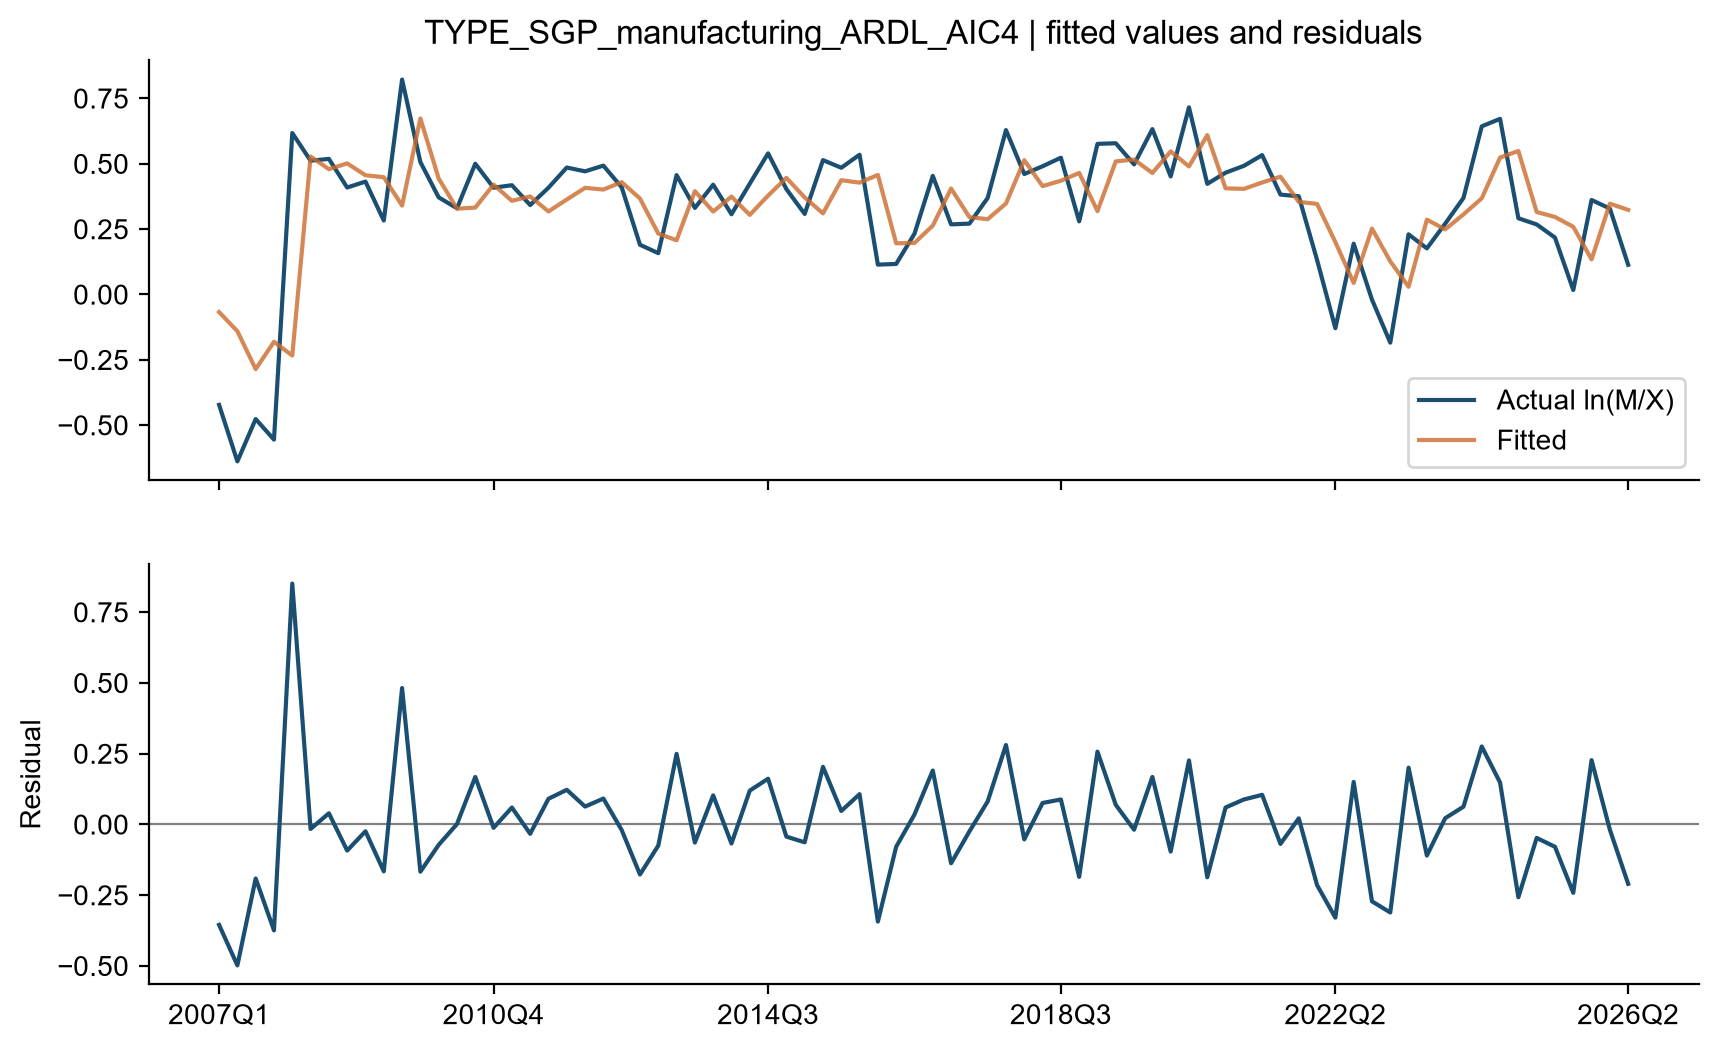 TYPE_SGP_manufacturing_ARDL_AIC4 | fitted values and residuals
0.75
0.50
0.25
0.00
−0.25
−0.50
Actual ln(M/X)
Fitted
Residual
0.75
0.50
0.25
0.00
−0.25
−0.50
2007Q1
2010Q4
2014Q3
2018Q3
2022Q2
2026Q2